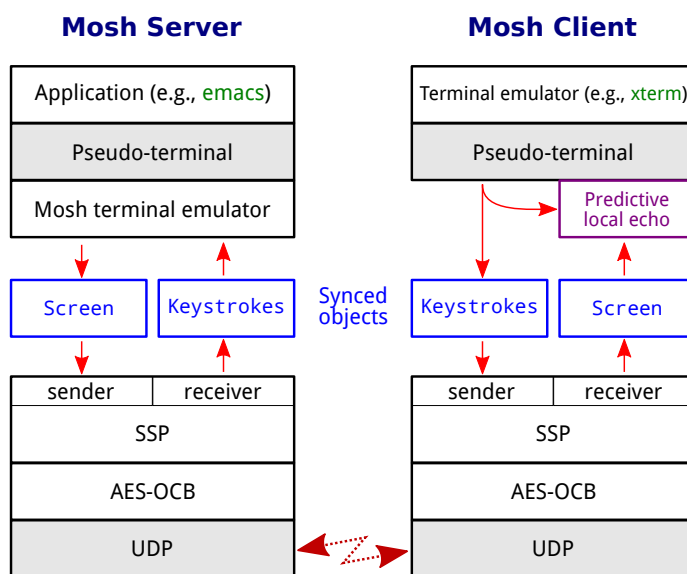 Mosh Server
Mosh Client
Application (e.g., emacs)
Pseudo-terminal
Mosh terminal emulator
Screen
Keystrokes
sender
receiver
SSP
AES-OCB
UDP
Synced
objects
Terminal emulator (e.g., xterm)
Pseudo-terminal
Predictive
local echo
Keystrokes
Screen
sender
receiver
SSP
AES-OCB
UDP